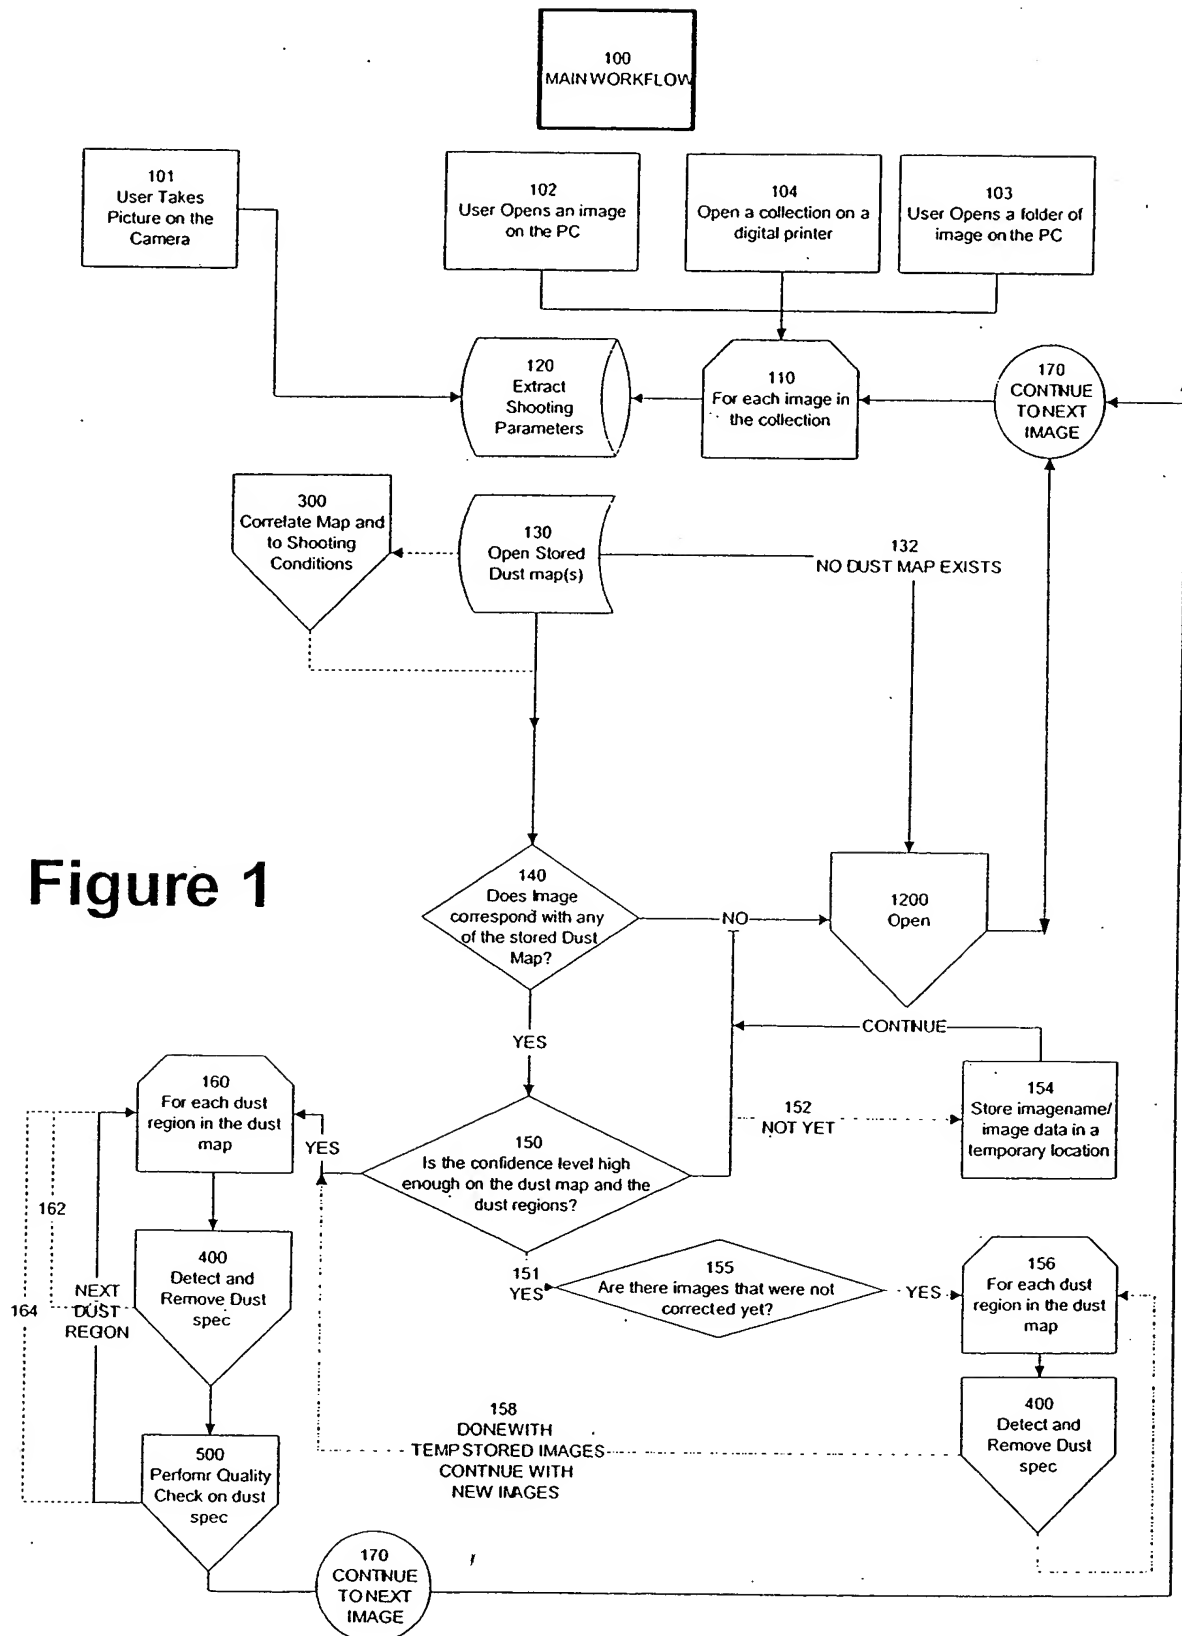 100
MAIN WORKFLOW
101
User Takes
Picture on the
Camera
102
User Opens an image
on the PC
104
Open a collection on a
digital printer
103
User Opens a folder of
image on the PC
120
Extract
Shooting
Parameters
110
For each image in
the collection
170
CONTINUE
TO NEXT
IMAGE
300
Correlate Map and
to Shooting
Conditions
130
Open Stored
Dust map(s)
132
NO DUST MAP EXISTS
Figure 1
140
Does Image
correspond with any
of the stored Dust
Map?
NO
1200
Open
YES
CONTINUE
160
For each dust
region in the dust
map
YES
150
Is the confidence level high
enough on the dust map and the
dust regions?
152
NOT YET
154
Store imagename/
image data in a
temporary location
162
164
NEXT
DUST
REGION
400
Detect and
Remove Dust
spec
151
YES
155
Are there images that were not
corrected yet?
YES
156
For each dust
region in the dust
map
158
DONE WITH
TEMP STORED IMAGES
CONTINUE WITH
NEW IMAGES
400
Detect and
Remove Dust
spec
500
Perfomr Quality
Check on dust
spec
170
CONTINUE
TO NEXT
IMAGE